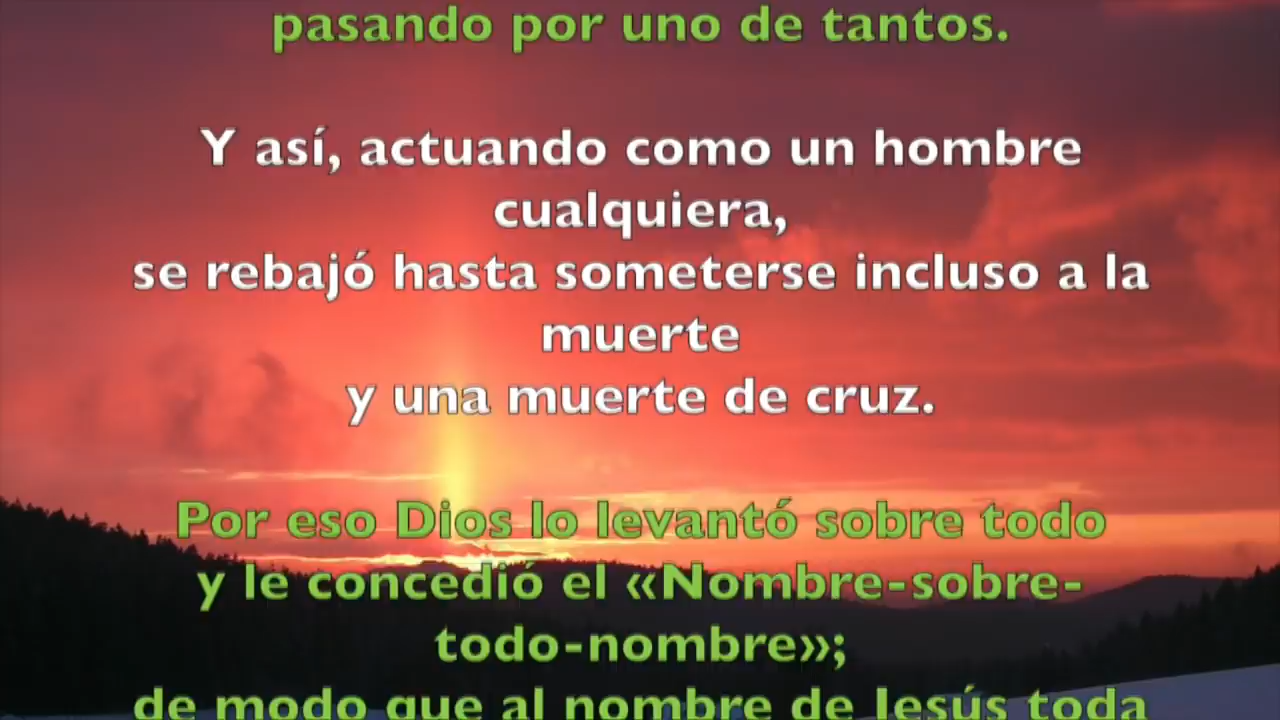 pasando por uno de tantos.
Y así, actuando como un hombre
cualquiera,
se rebajó hasta someterse incluso a la
muerte
y una muerte de cruz.
Por eso Dios lo levantó sobre todo
y le concedió el «Nombre-sobre-
todo-nombre»;
de modo que al nombre de Jesús toda